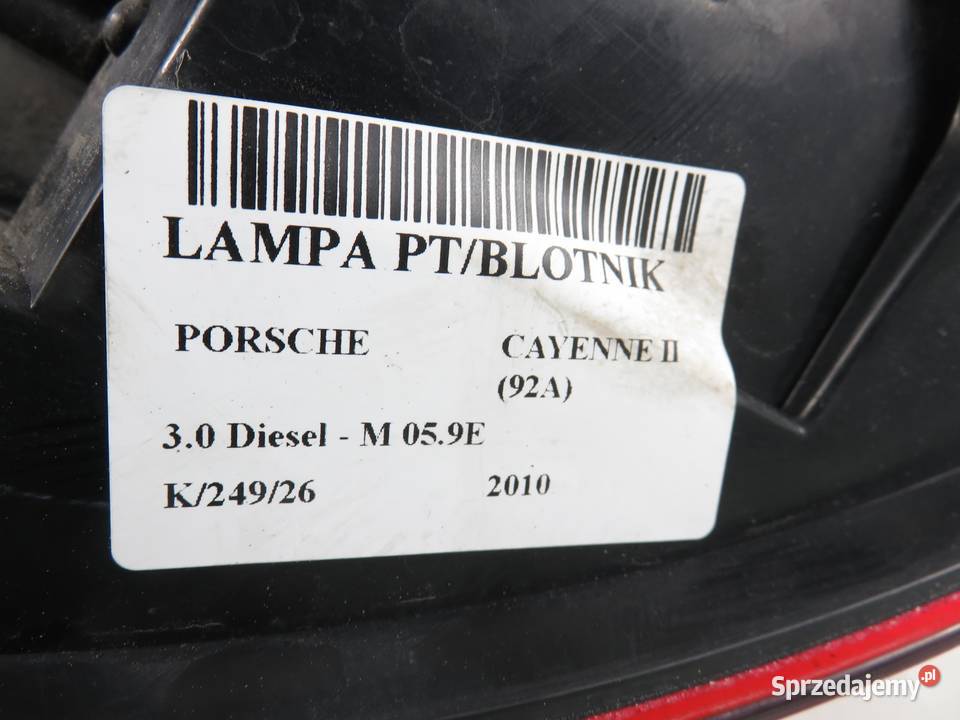 LAMPA PT/BLOTNIK
PORSCHE CAYENNE II
(92A)
3.0 Diesel - M 05.9E
K/249/26 2010
Sprzedajemy.pl